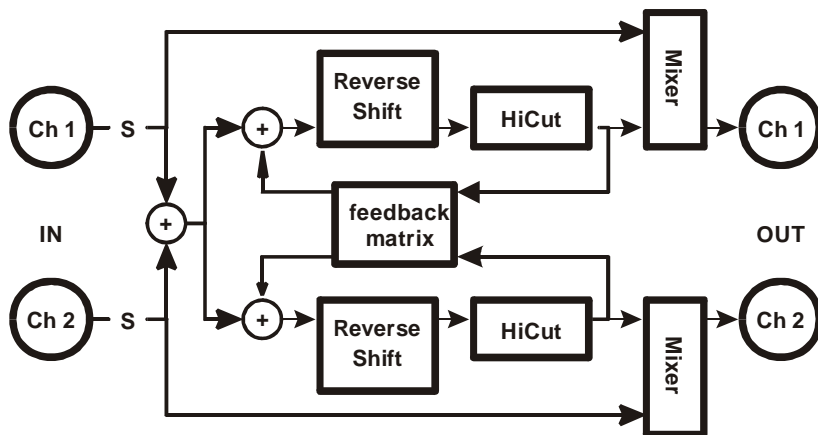 Reverse
Shift
Mixer
Ch 1
S
+
HiCut
Ch 1
IN
+
feedback
matrix
OUT
Ch 2
S
+
Reverse
Shift
HiCut
Mixer
Ch 2